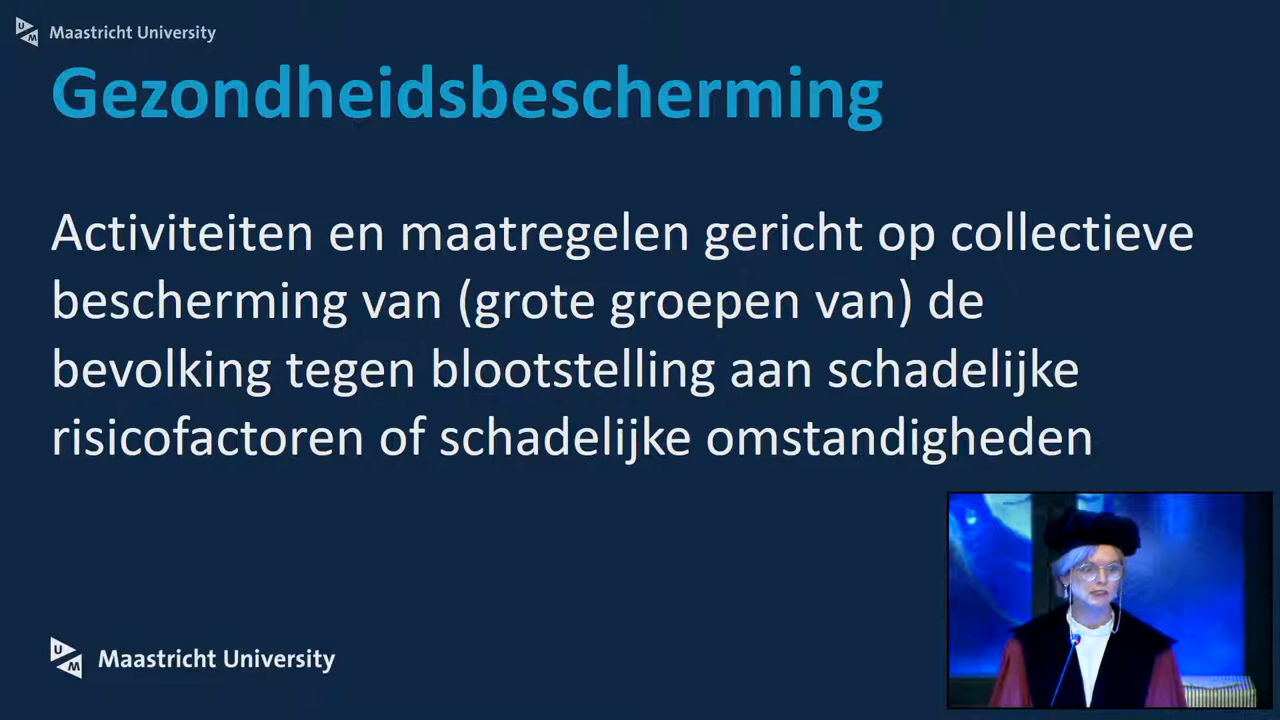 Maastricht University
Gezondheidsbescherming
Activiteiten en maatregelen gericht op collectieve
bescherming van (grote groepen van) de
bevolking tegen blootstelling aan schadelijke
risicofactoren of schadelijke omstandigheden
UM Maastricht University